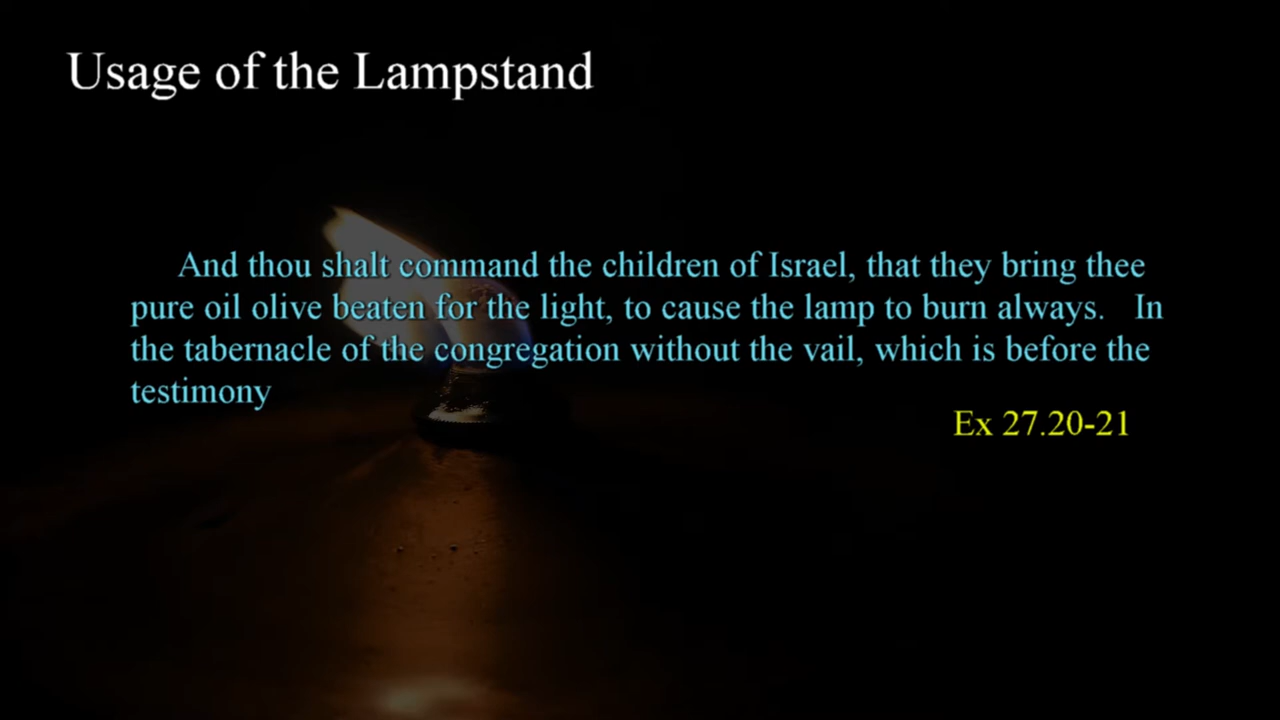 Usage of the Lampstand
And thou shalt command the children of Israel, that they bring thee
pure oil olive beaten for the light, to cause the lamp to burn always. In
the tabernacle of the congregation without the vail, which is before the
testimony
Ex 27.20-21